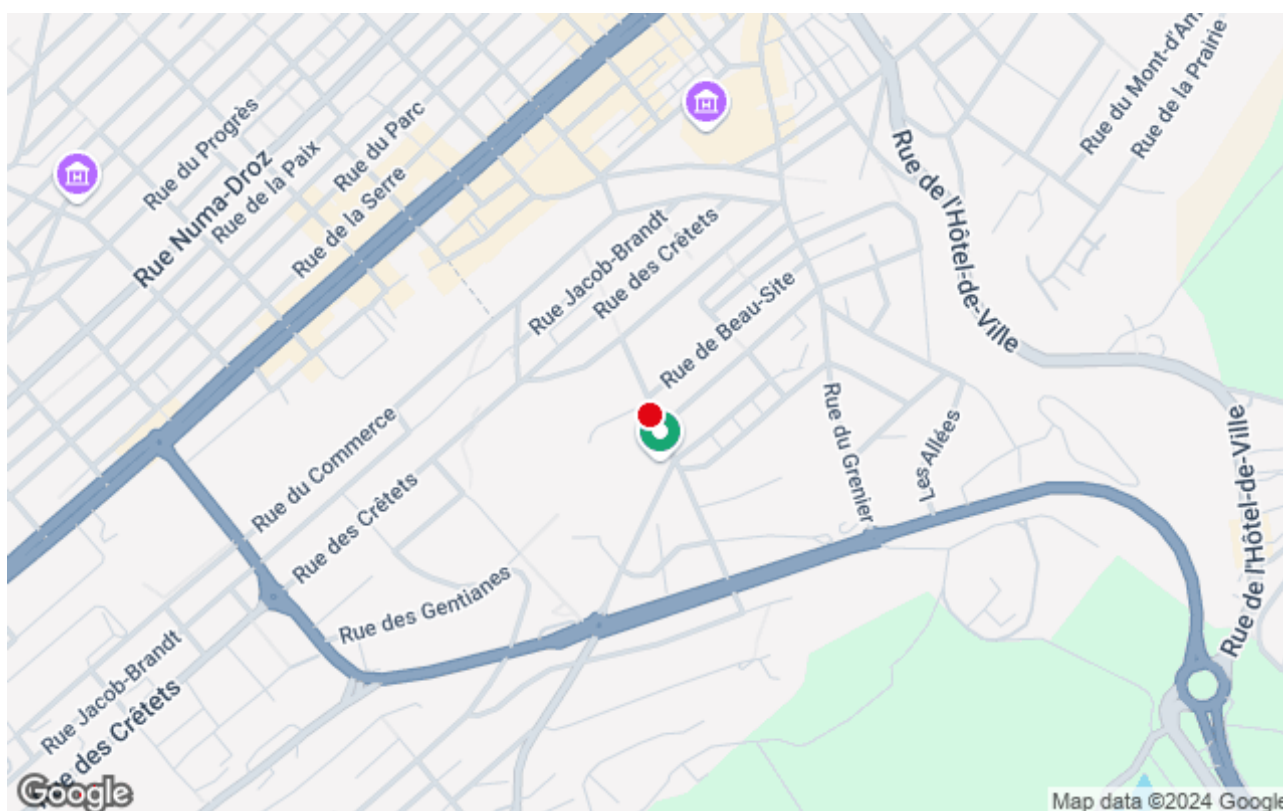 Rue du Progrès
Rue Numa-Droz
Rue de la Paix
Rue du Parc
Rue de la Serre
Rue du Mont-d'Am
Rue de la Prairie
Rue de l'Hôtel-de-Ville
Rue Jacob-Brandt
Rue des Crêtets
Rue de Beau-Site
Rue du Commerce
Rue des Crêtets
Rue du Grenier
Les Allées
Rue de l'Hôtel-de-Ville
Rue des Gentianes
Rue Jacob-Brandt
Rue des Crêtets
Google
Map data ©2024 Google